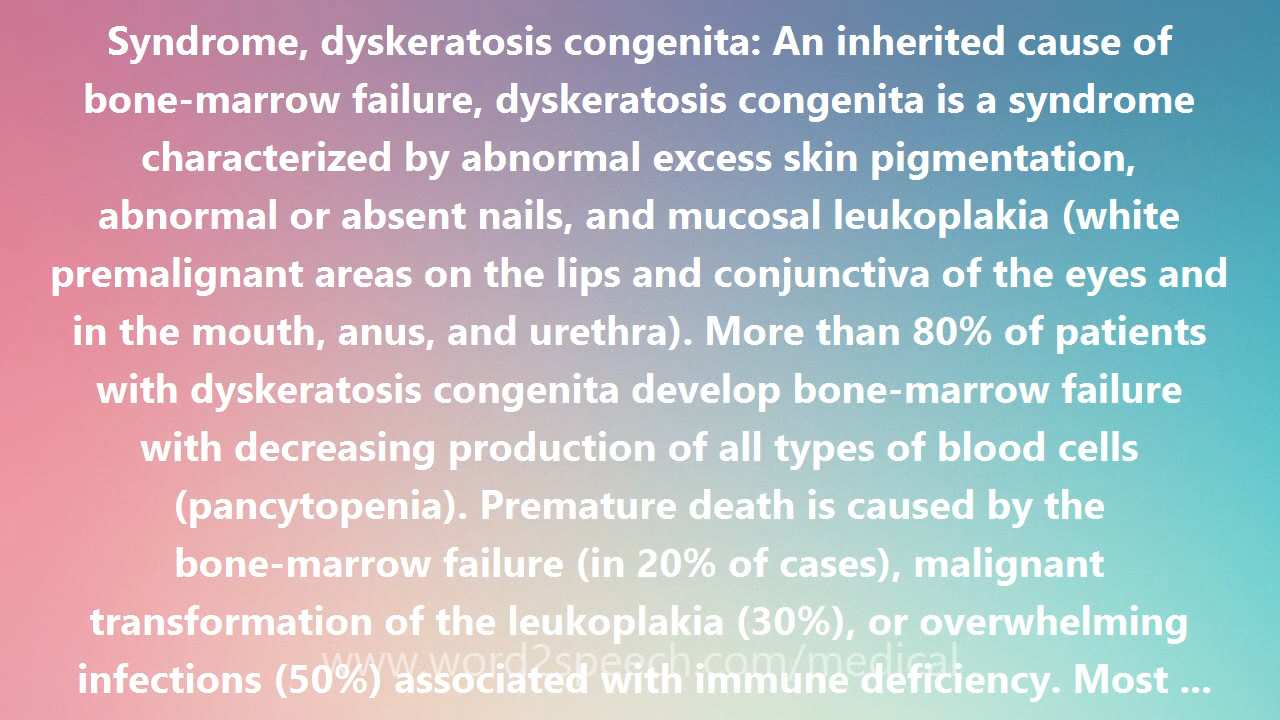 Syndrome, dyskeratosis congenita: An inherited cause of
bone-marrow failure, dyskeratosis congenita is a syndrome
characterized by abnormal excess skin pigmentation,
abnormal or absent nails, and mucosal leukoplakia (white
premalignant areas on the lips and conjunctiva of the eyes and
in the mouth, anus, and urethra). More than 80% of patients
with dyskeratosis congenita develop bone-marrow failure
with decreasing production of all types of blood cells
(pancytopenia). Premature death is caused by the
bone-marrow failure (in 20% of cases), malignant
transformation of the leukoplakia (30%), or overwhelming
www.word2speech.com/medical
infections (50%) associated with immune deficiency. Most ...